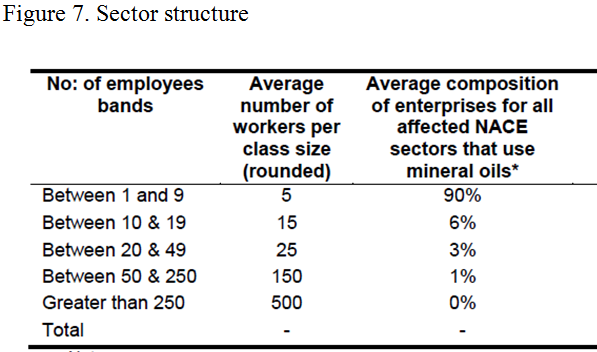 Figure 7. Sector structure
No: of employees bands Average number of workers per class size (rounded) Average composition of enterprises for all affected NACE sectors that use mineral oils*
Between 1 and 9 5 90%
Between 10 & 19 15 6%
Between 20 & 49 25 3%
Between 50 & 250 150 1%
Greater than 250 500 0%
Total - -